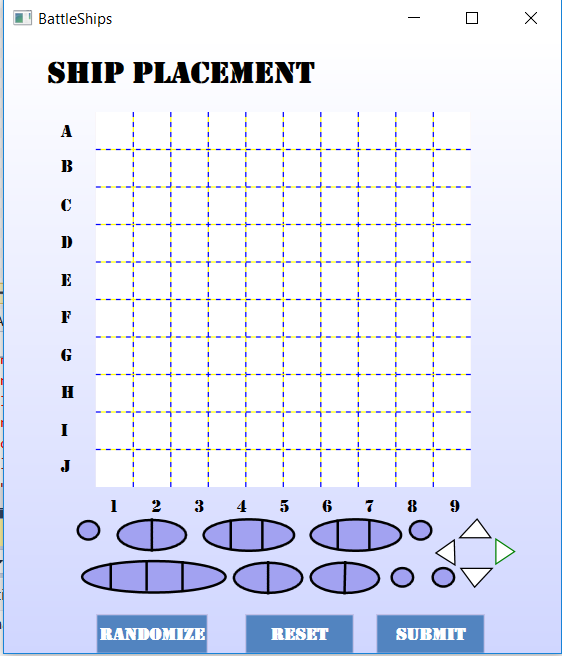 BattleShips
SHIP PLACEMENT
A
B
C
D
E
F
G
H
I
J
1 2 3 4 5 6 7 8 9
RANDOMIZE RESET SUBMIT